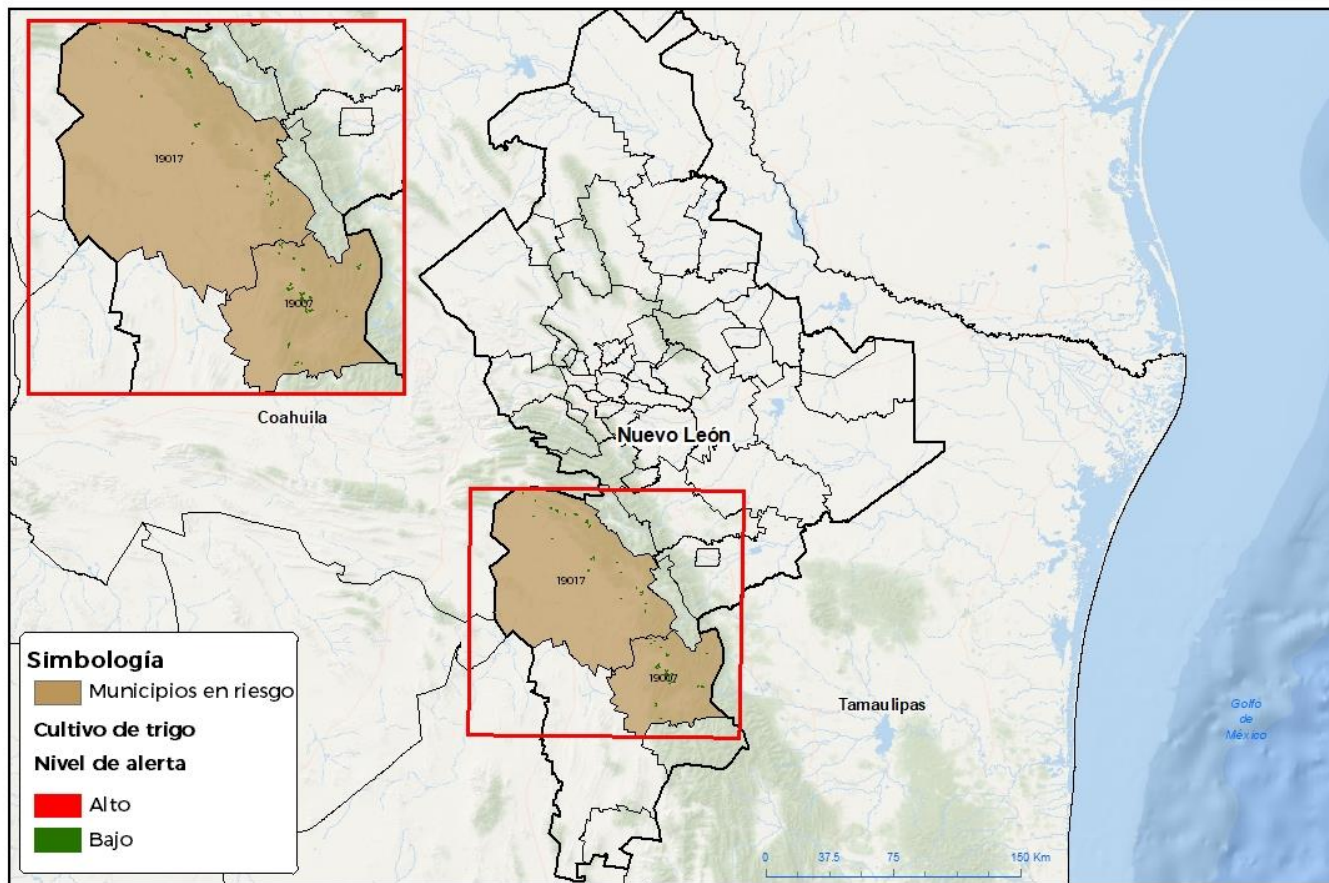 19017
19007
Coahuila
Nuevo León
19017
19007
Tamaulipas
Golfo
de
México
Simbología
Municipios en riesgo
Cultivo de trigo
Nivel de alerta
Alto
Bajo
0 37.5 75 150 Km